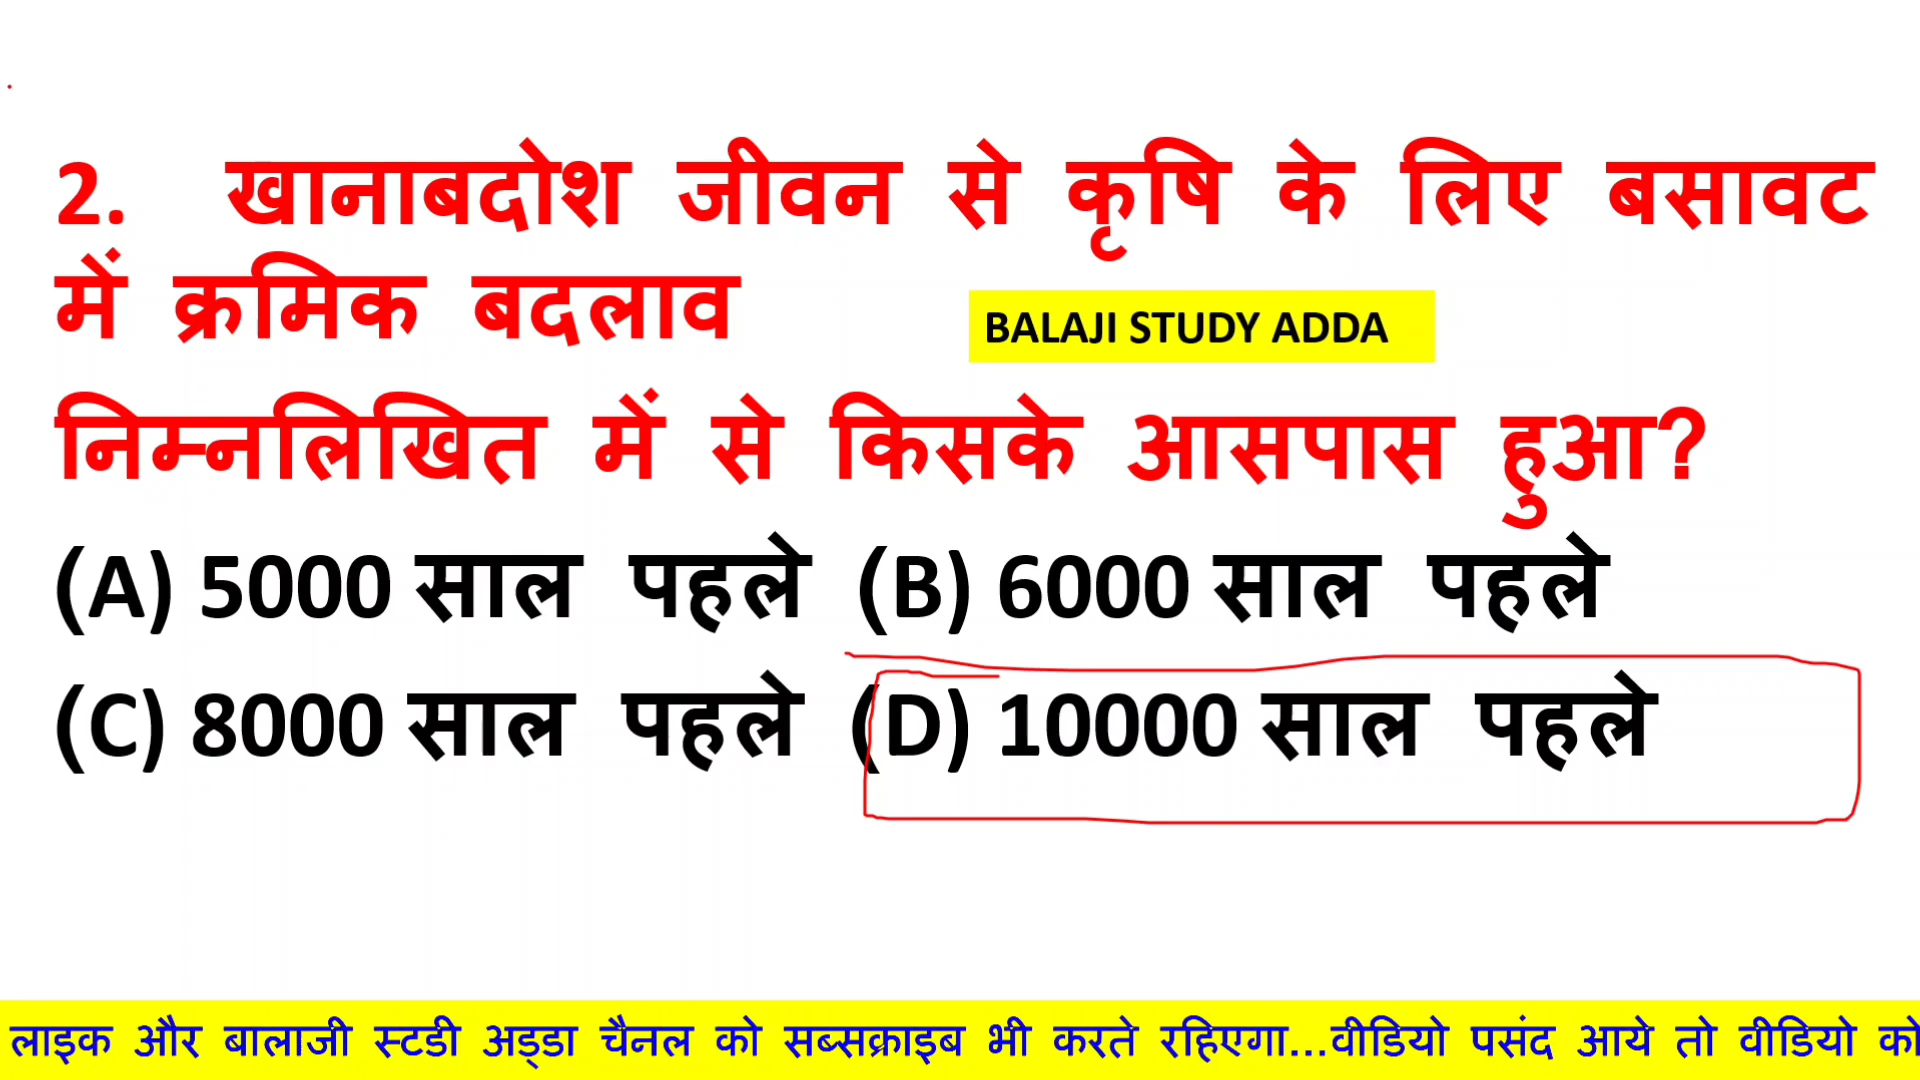 2. खानाबदोश जीवन से कृषि के लिए बसावट
में क्रमिक बदलाव
BALAJI STUDY ADDA
निम्नलिखित में से किसके आसपास हुआ?
(A) 5000 साल पहले (B) 6000 साल पहले
(C) 8000 साल पहले (D) 10000 साल पहले
लाइक और बालाजी स्टडी अड्डा चैनल को सब्सक्राइब भी करते रहिएगा...वीडियो पसंद आये तो वीडियो को